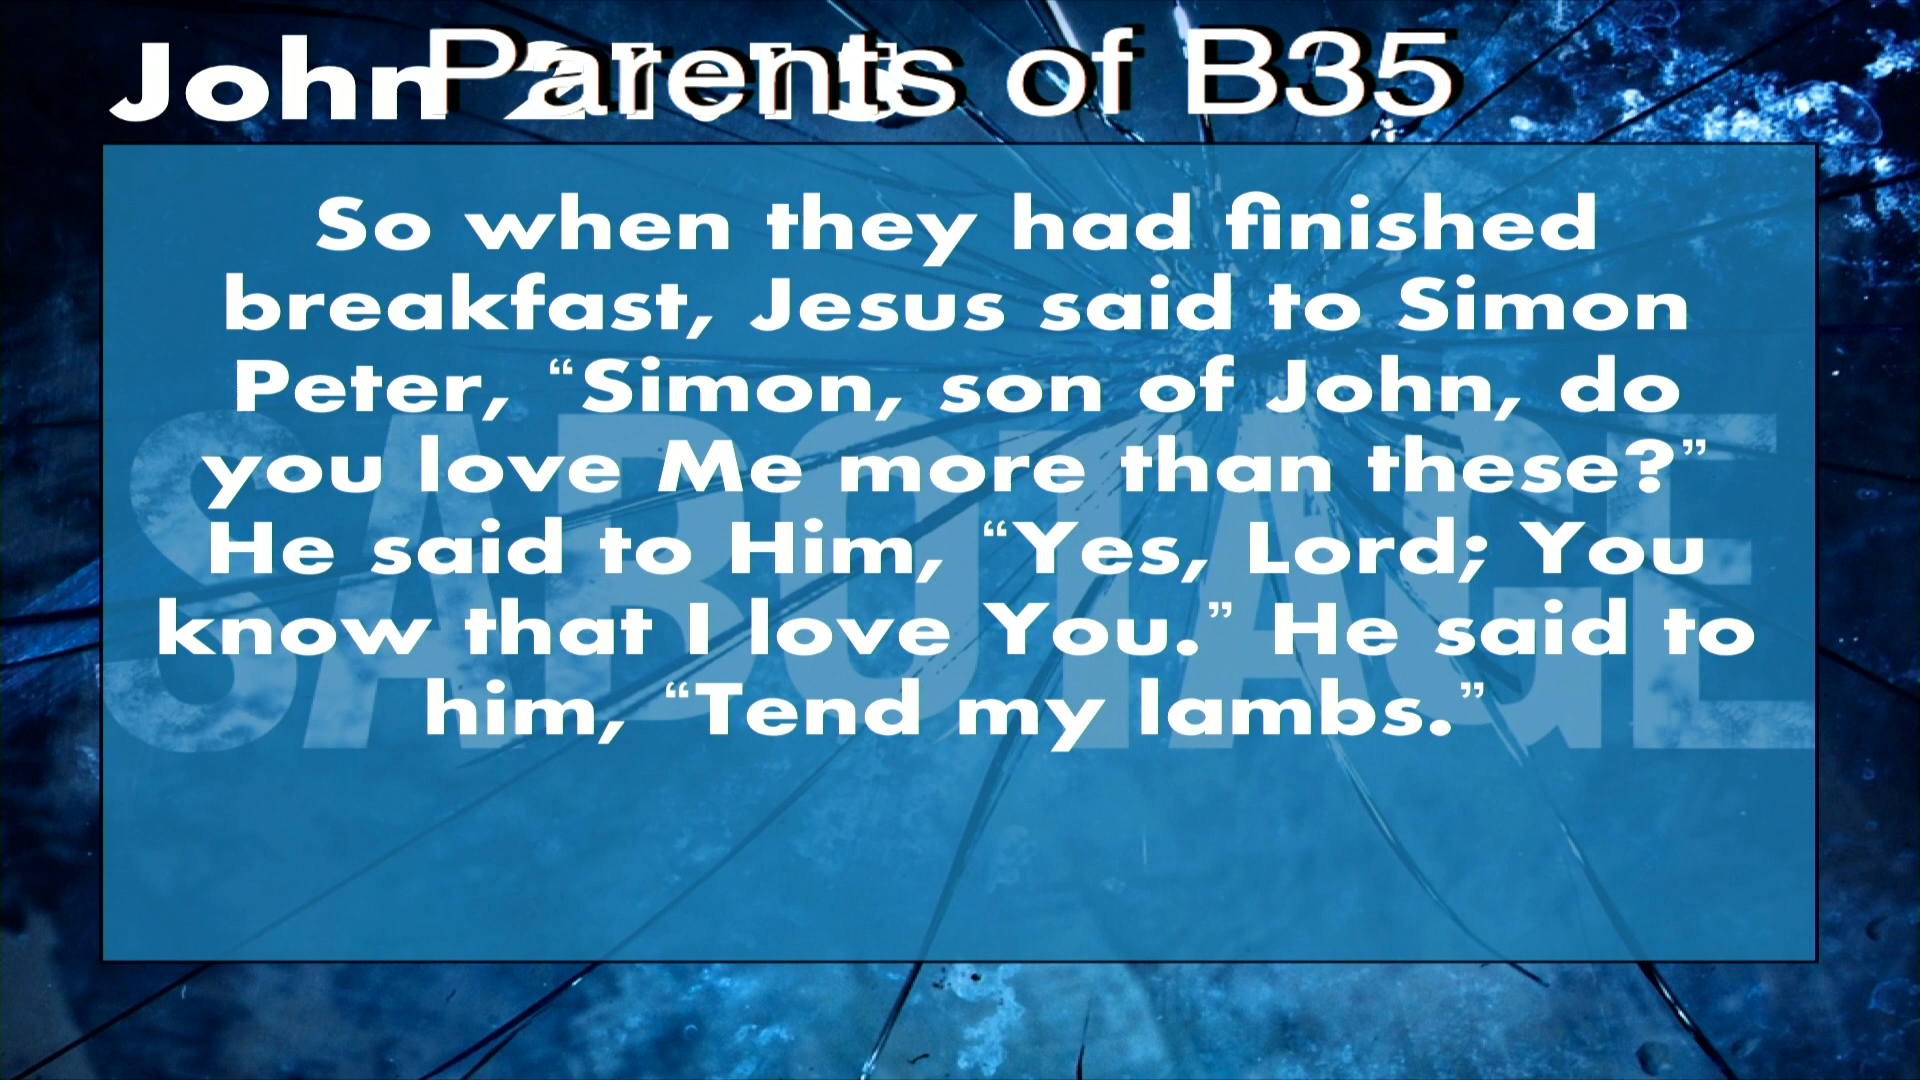 John
Parents of B35
So when they had finished
breakfast, Jesus said to Simon
Peter, “Simon, son of John, do
you love Me more than these?”
He said to Him, “Yes, Lord; You
know that I love You.” He said to
him, “Tend my lambs.”
SABOTAGE